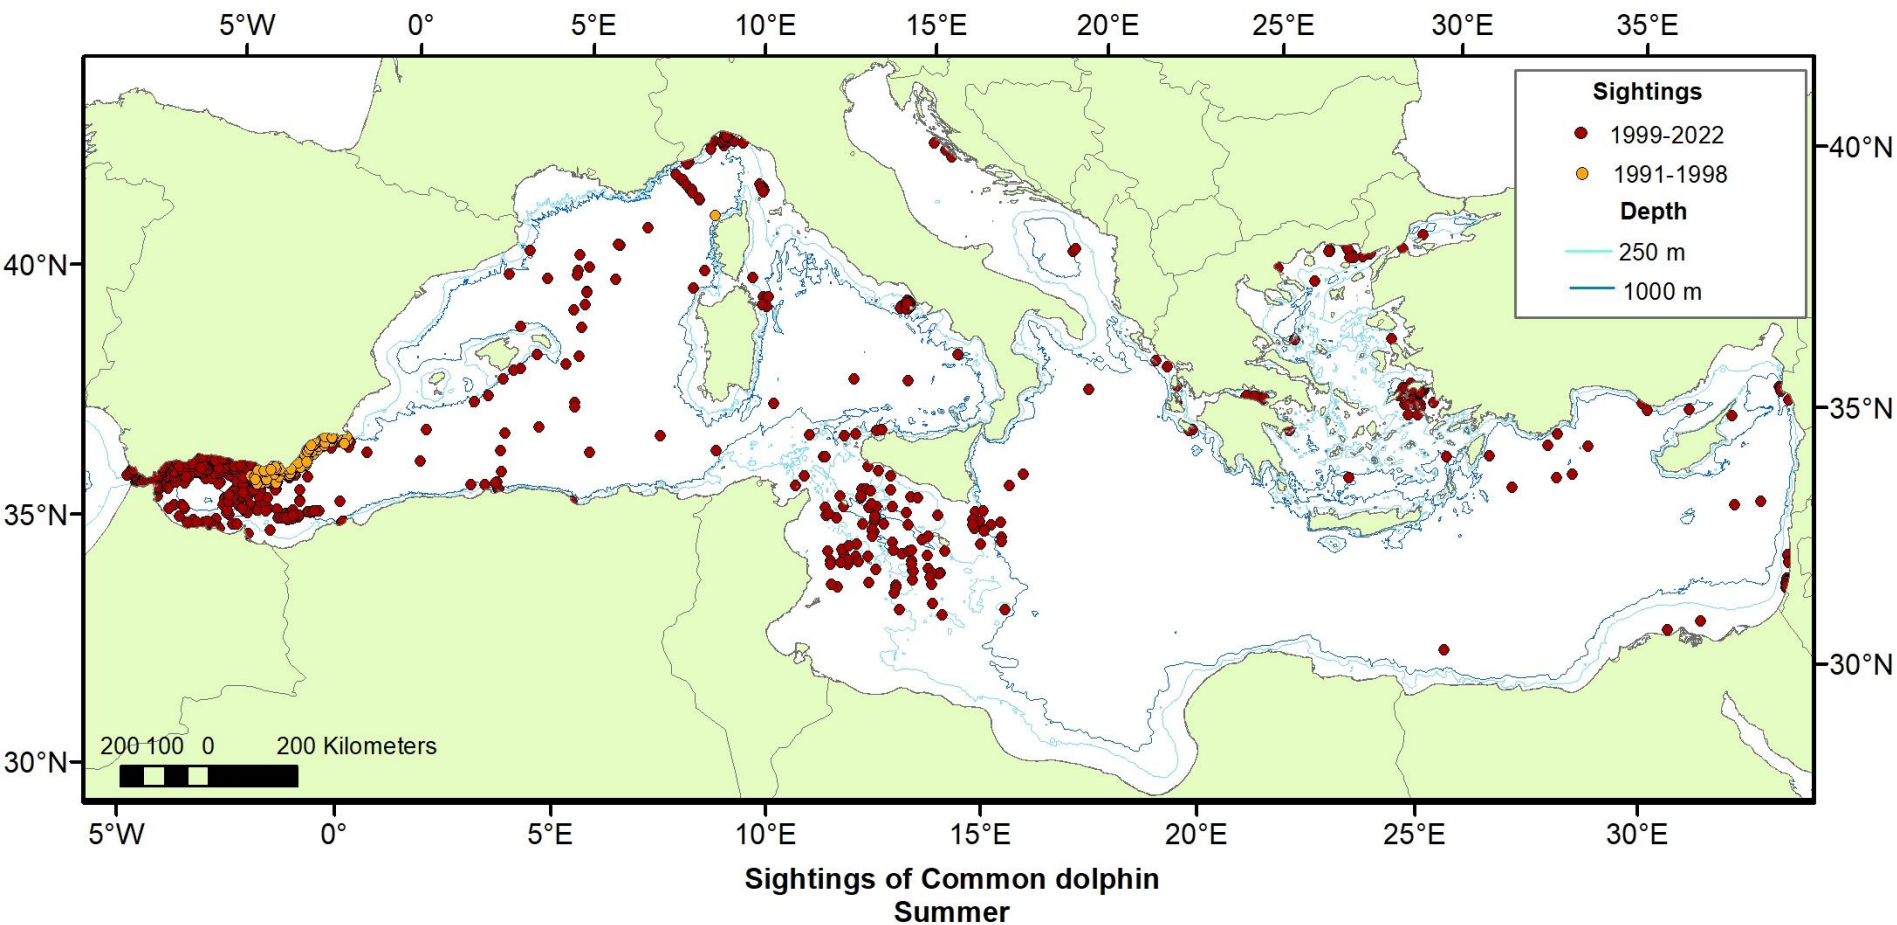 5°W 0° 5°E 10°E 15°E 20°E 25°E 30°E 35°E
Sightings
1999-2022
1991-1998
Depth
250 m
1000 m
40°N
40°N
35°N
35°N
30°N
30°N
200 100 0 200 Kilometers
5°W 0° 5°E 10°E 15°E 20°E 25°E 30°E
Sightings of Common dolphin
Summer